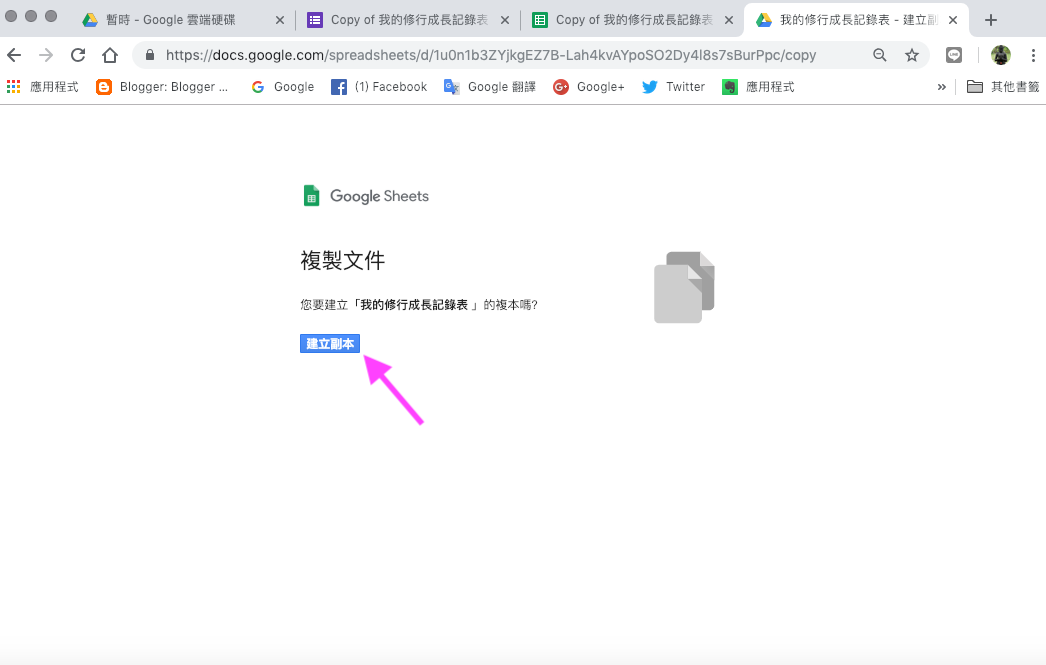 暫時 - Google 雲端硬碟
Copy of 我的修行成長記錄表
Copy of 我的修行成長記錄表
我的修行成長記錄表 - 建立副
https://docs.google.com/spreadsheets/d/1u0n1b3ZYjkgEZ7B-Lah4kvAYpoSO2Dy4l8s7sBurPpc/copy
LINE
應用程式
Blogger: Blogger ...
Google
(1) Facebook
Google 翻譯
Google+
Twitter
應用程式
»
其他書籤
Google Sheets
複製文件
您要建立「我的修行成長記錄表 」的複本嗎?
建立副本